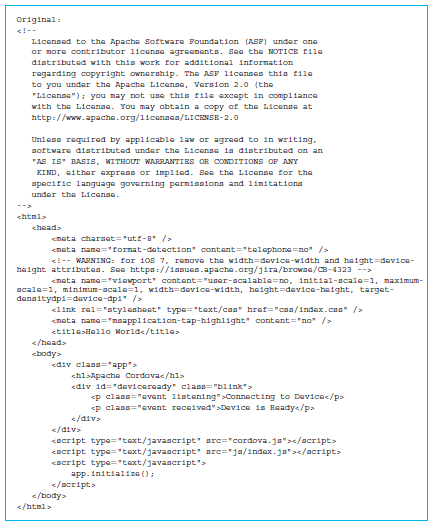 Original:
<!--
Licensed to the Apache Software Foundation (ASF) under one
or more contributor license agreements. See the NOTICE file
distributed with this work for additional information
regarding copyright ownership. The ASF licenses this file
to you under the Apache License, Version 2.0 (the
"License"); you may not use this file except in compliance
with the License. You may obtain a copy of the License at
http://www.apache.org/licenses/LICENSE-2.0
Unless required by applicable law or agreed to in writing,
software distributed under the License is distributed on an
"AS IS" BASIS, WITHOUT WARRANTIES OR CONDITIONS OF ANY
KIND, either express or implied. See the License for the
specific language governing permissions and limitations
under the License.
-->
<html>
<head>
<meta charset="utf-8" />
<meta name="format-detection" content="telephone=no" />
<!-- WARNING: for iOS 7, remove the width=device-width and height=device-
height attributes. See https://issues.apache.org/jira/browse/CB-4323 -->
<meta name="viewport" content="user-scalable=no, initial-scale=1, maximum-
scale=1, minimum-scale=1, width=device-width, height=device-height, target-
densitydpi=device-dpi" />
<link rel="stylesheet" type="text/css" href="css/index.css" />
<meta name="msapplication-tap-highlight" content="no" />
<title>Hello World</title>
</head>
<body>
<div class="app">
<h1>Apache Cordova</h1>
<div id="deviceready" class="blink">
<p class="event listening">Connecting to Device</p>
<p class="event received">Device is Ready</p>
</div>
</div>
<script type="text/javascript" src="cordova.js"></script>
<script type="text/javascript" src="js/index.js"></script>
<script type="text/javascript">
app.initialize();
</script>
</body>
</html>